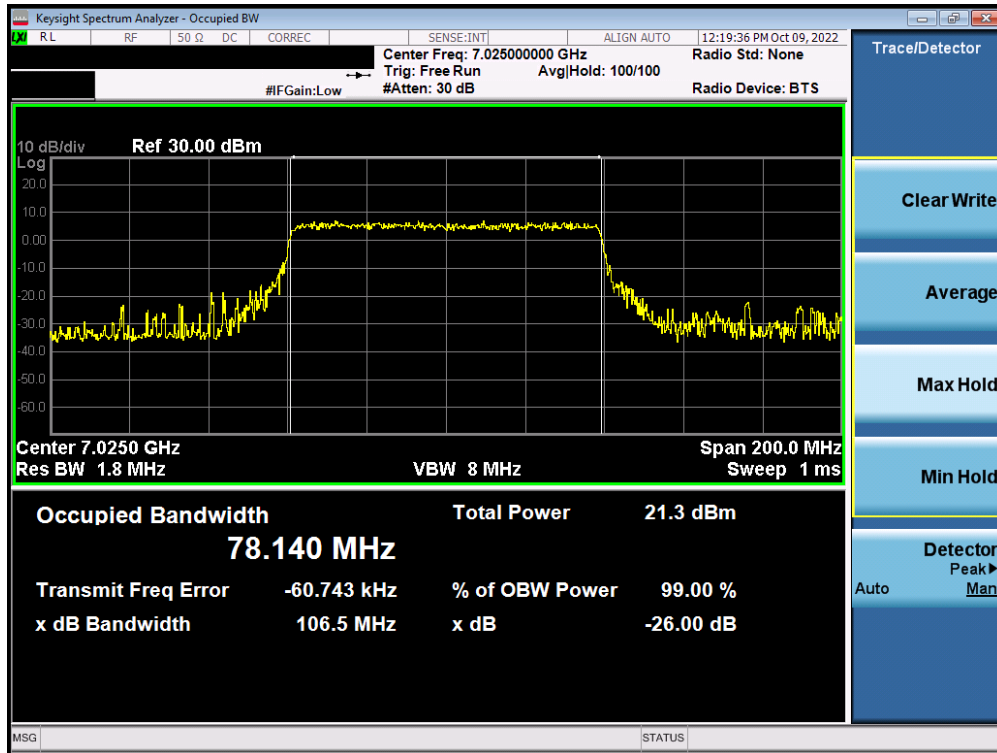 Keysight Spectrum Analyzer - Occupied BW
LXI RL RF 50 Ω DC CORREC SENSE:INT ALIGN AUTO 12:19:36 PM Oct 09, 2022
Center Freq: 7.025000000 GHz Radio Std: None
Trig: Free Run Avg|Hold: 100/100
#IFGain:Low #Atten: 30 dB Radio Device: BTS
Trace/Detector
10 dB/div Ref 30.00 dBm
Log
20.0
10.0
0.00
-10.0
-20.0
-30.0
-40.0
-50.0
-60.0
Center 7.0250 GHz Span 200.0 MHz
Res BW 1.8 MHz VBW 8 MHz Sweep 1 ms
Occupied Bandwidth Total Power 21.3 dBm
78.140 MHz
Transmit Freq Error -60.743 kHz % of OBW Power 99.00 %
x dB Bandwidth 106.5 MHz x dB -26.00 dB
Clear Write
Average
Max Hold
Min Hold
Detector
Peak▶
Auto Man
MSG STATUS